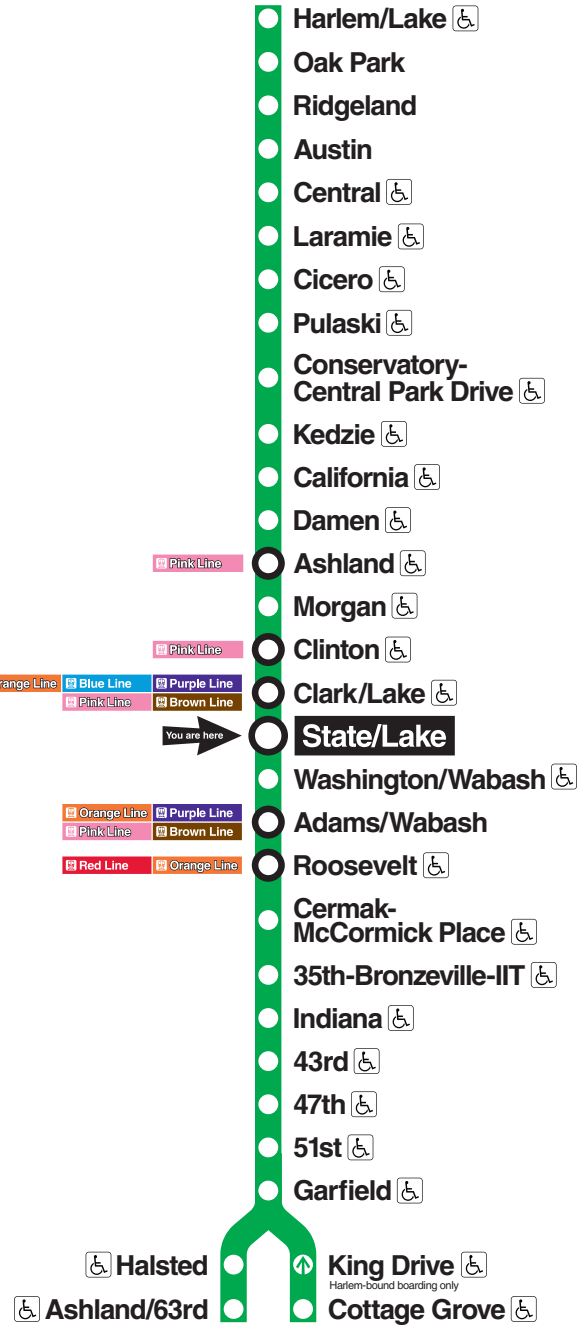 Harlem/Lake
Oak Park
Ridgeland
Austin
Central
Laramie
Cicero
Pulaski
Conservatory-
Central Park Drive
Kedzie
California
Damen
Pink Line Ashland
Morgan
Pink Line Clinton
range Line Blue Line Purple Line
Pink Line Brown Line
Clark/Lake
You are here State/Lake
Washington/Wabash
Orange Line Purple Line
Pink Line Brown Line
Adams/Wabash
Red Line Orange Line Roosevelt
Cermak-
McCormick Place
35th-Bronzeville-IIT
Indiana
43rd
47th
51st
Garfield
Halsted King Drive
Harlem-bound boarding only
Ashland/63rd Cottage Grove